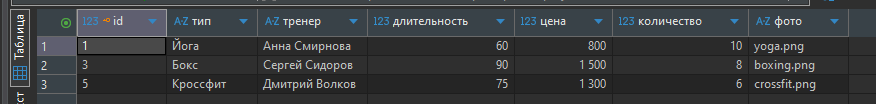 Таблица
ст
123 id A-Z тип A-Z тренер 123 длительность 123 цена 123 количество A-Z фото
1 1 Йога Анна Смирнова 60 800 10 yoga.png
2 3 Бокс Сергей Сидоров 90 1 500 8 boxing.png
3 5 Кроссфит Дмитрий Волков 75 1 300 6 crossfit.png